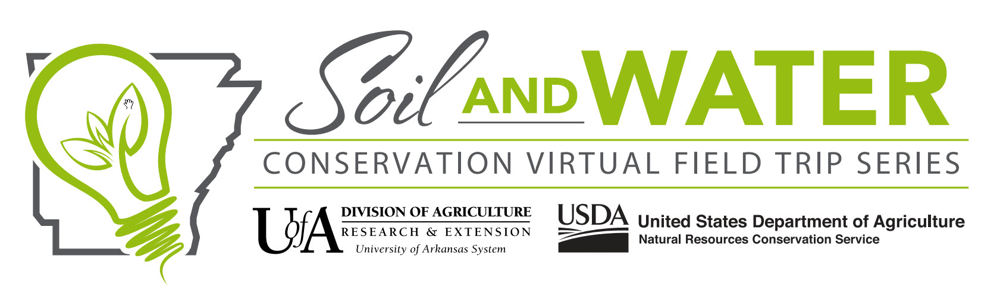 Soil AND WATER
CONSERVATION VIRTUAL FIELD TRIP SERIES
UofA
DIVISION OF AGRICULTURE
RESEARCH & EXTENSION
University of Arkansas System
USDA
United States Department of Agriculture
Natural Resources Conservation Service